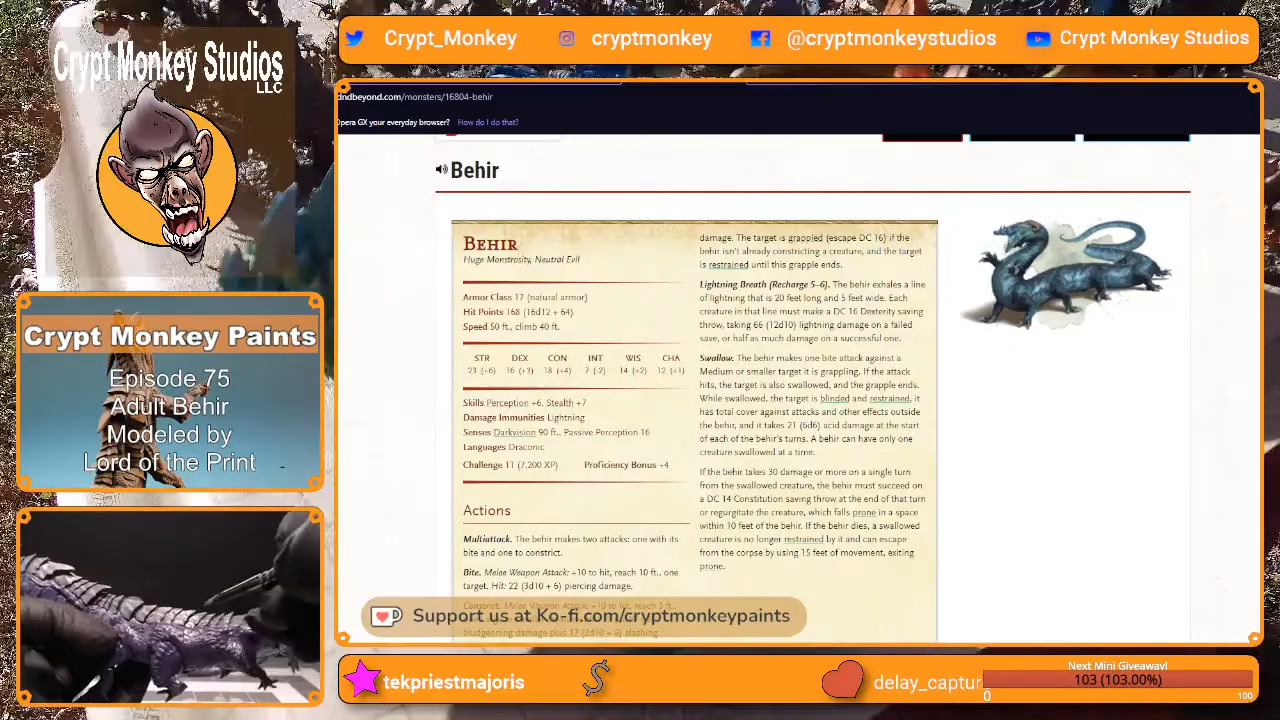 Crypt Monkey Studios
LLC
Crypt_Monkey
cryptmonkey
@cryptmonkeystudios
Crypt Monkey Studios
dndbeyond.com/monsters/16804-behir
Opera GX your everyday browser? How do I do that?
Behir
BEHIR
Huge Monstrosity, Neutral Evil
Armor Class 17 (natural armor)
Hit Points 168 (16d12 + 64)
Speed 50 ft., climb 40 ft.
STR DEX CON INT WIS CHA
23 (+6) 16 (+3) 18 (+4) 7 (-2) 14 (+2) 12 (+1)
Skills Perception +6, Stealth +7
Damage Immunities Lightning
Senses Darkvision 90 ft., Passive Perception 16
Languages Draconic
Challenge 11 (7,200 XP) Proficiency Bonus +4
Actions
Multiattack. The behir makes two attacks: one with its
bite and one to constrict.
Bite. Melee Weapon Attack: +10 to hit, reach 10 ft., one
target. Hit: 22 (3d10 + 6) piercing damage.
Constrict. Melee Weapon Attack: +10 to hit, reach 5 ft.,
bludgeoning damage plus 17 (2d10 + 6) slashing
damage. The target is grappled (escape DC 16) if the
behir isn't already constricting a creature, and the target
is restrained until this grapple ends.
Lightning Breath (Recharge 5–6). The behir exhales a line
of lightning that is 20 feet long and 5 feet wide. Each
creature in that line must make a DC 16 Dexterity saving
throw, taking 66 (12d10) lightning damage on a failed
save, or half as much damage on a successful one.
Swallow. The behir makes one bite attack against a
Medium or smaller target it is grappling. If the attack
hits, the target is also swallowed, and the grapple ends.
While swallowed, the target is blinded and restrained, it
has total cover against attacks and other effects outside
the behir, and it takes 21 (6d6) acid damage at the start
of each of the behir's turns. A behir can have only one
creature swallowed at a time.
If the behir takes 30 damage or more on a single turn
from the swallowed creature, the behir must succeed on
a DC 14 Constitution saving throw at the end of that turn
or regurgitate the creature, which falls prone in a space
within 10 feet of the behir. If the behir dies, a swallowed
creature is no longer restrained by it and can escape
from the corpse by using 15 feet of movement, exiting
prone.
Crypt Monkey Paints
Episode 75
Adult Behir
Modeled by
Lord of the Print
Support us at Ko-fi.com/cryptmonkeypaints
tekpriestmajoris
delay_captur
Next Mini Giveaway!
103 (103.00%)
0
100